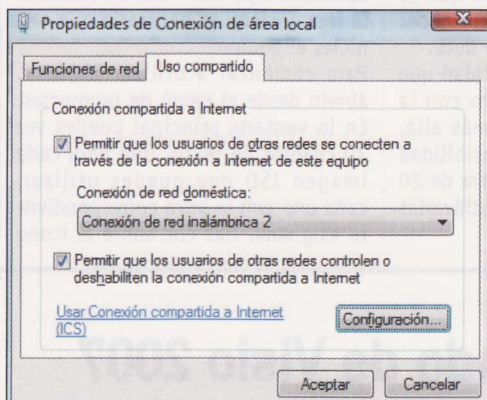 Propiedades de Conexión de área local
Funciones de red
Uso compartido
Conexión compartida a Internet
Permitir que los usuarios de otras redes se conecten a
través de la conexión a Internet de este equipo
Conexión de red doméstica:
Conexión de red inalámbrica 2
Permitir que los usuarios de otras redes controlen o
deshabiliten la conexión compartida a Internet
Usar Conexión compartida a Internet
(ICS)
Configuración...
Aceptar
Cancelar